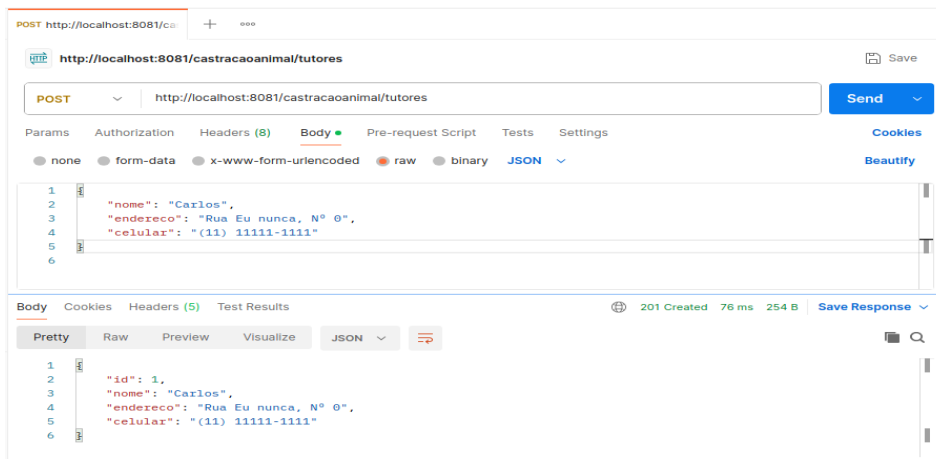 POST http://localhost:8081/ca
HTTP http://localhost:8081/castracaoanimal/tutores Save
POST http://localhost:8081/castracaoanimal/tutores Send
Params Authorization Headers (8) Body Pre-request Script Tests Settings Cookies
none form-data x-www-form-urlencoded raw binary JSON Beautify
1 {
2 "nome": "Carlos",
3 "endereco": "Rua Eu nunca, Nº 0",
4 "celular": "(11) 11111-1111"
5 }
6
Body Cookies Headers (5) Test Results 201 Created 76 ms 254 B Save Response
Pretty Raw Preview Visualize JSON
1 {
2 "id": 1,
3 "nome": "Carlos",
4 "endereco": "Rua Eu nunca, Nº 0",
5 "celular": "(11) 11111-1111"
6 }